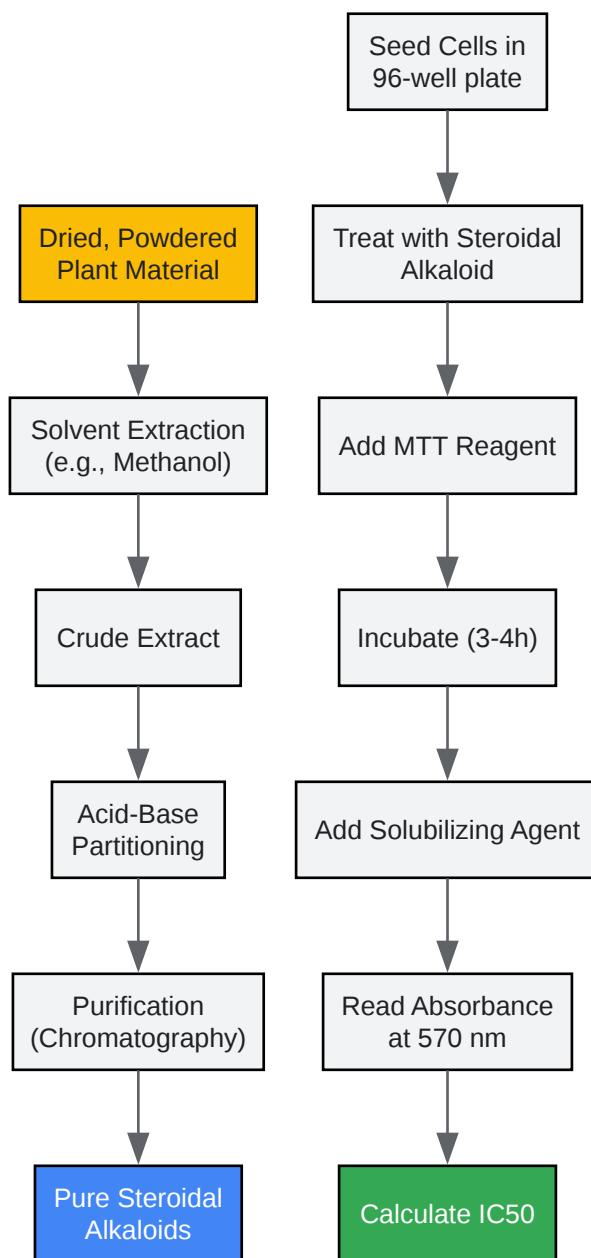 Dried, Powdered
Plant Material
Solvent Extraction
(e.g., Methanol)
Crude Extract
Acid-Base
Partitioning
Purification
(Chromatography)
Pure Steroidal
Alkaloids
Seed Cells in
96-well plate
Treat with Steroidal
Alkaloid
Add MTT Reagent
Incubate (3-4h)
Add Solubilizing Agent
Read Absorbance
at 570 nm
Calculate IC50